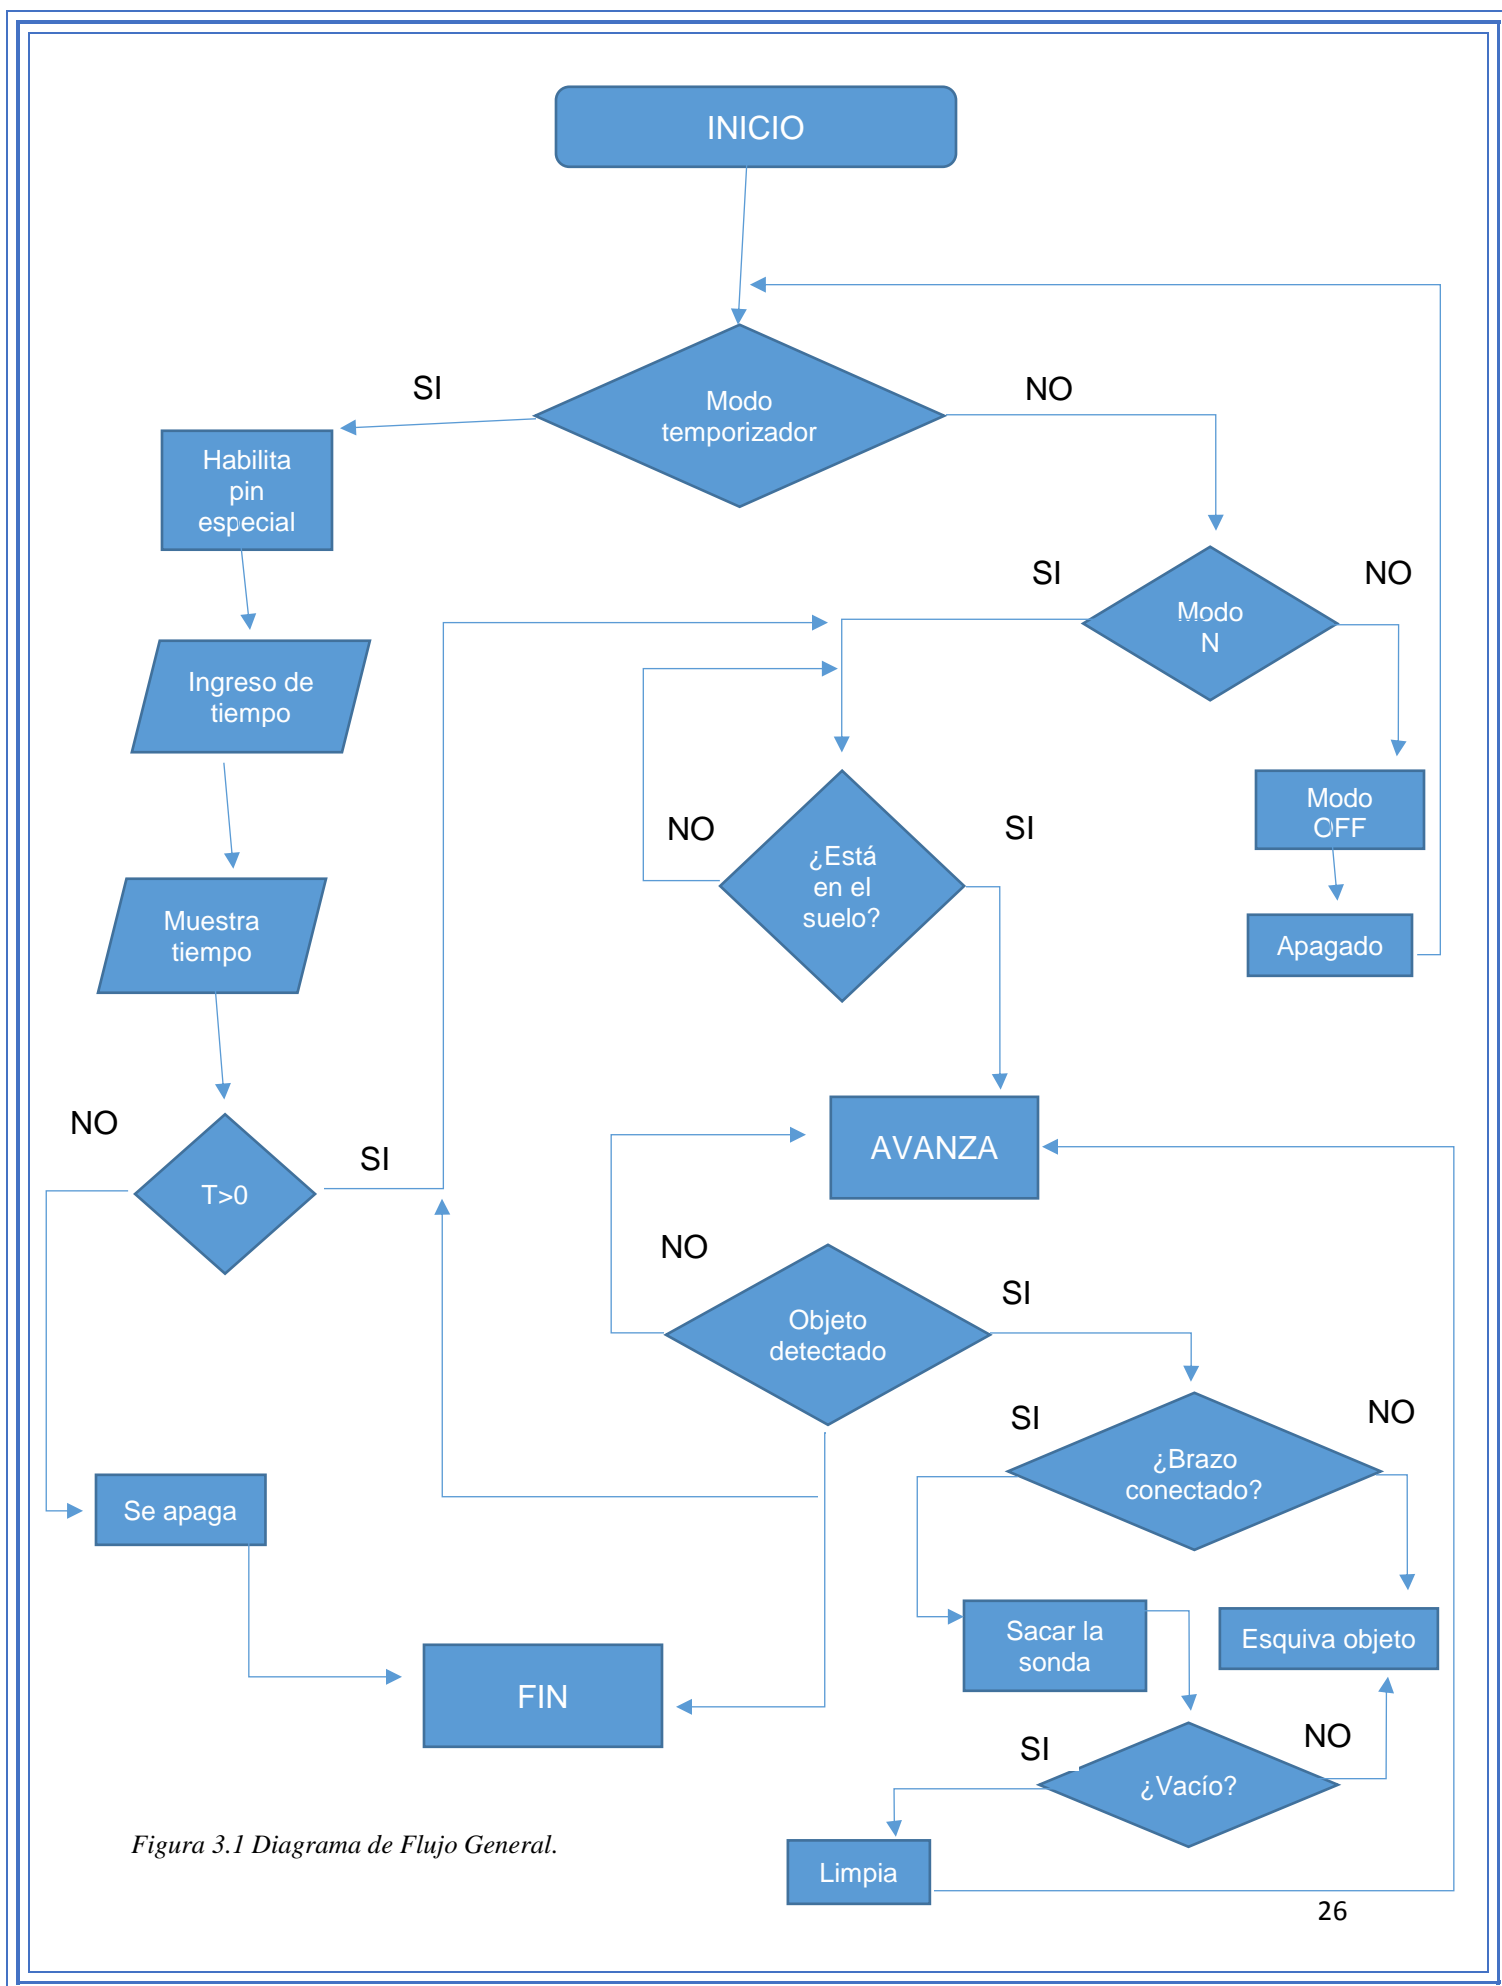 INICIO
SI
Modo
temporizador
NO
Habilita
pin
especial
SI
Modo
N
NO
Ingreso de
tiempo
Modo
OFF
NO
¿Está
en el
suelo?
SI
Muestra
tiempo
Apagado
NO
T>0
SI
AVANZA
NO
Objeto
detectado
SI
SI
¿Brazo
conectado?
NO
Se apaga
Sacar la
sonda
Esquiva objeto
FIN
SI
¿Vacío?
NO
Limpia
Figura 3.1 Diagrama de Flujo General.
26